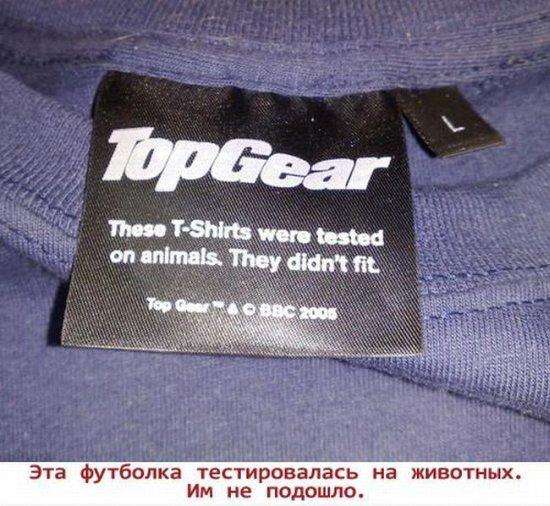 TopGear
L
These T-Shirts were tested
on animals. They didn't fit.
Top Gear ™ & © BBC 2005
Эта футболка тестировалась на животных.
Им не подошло.